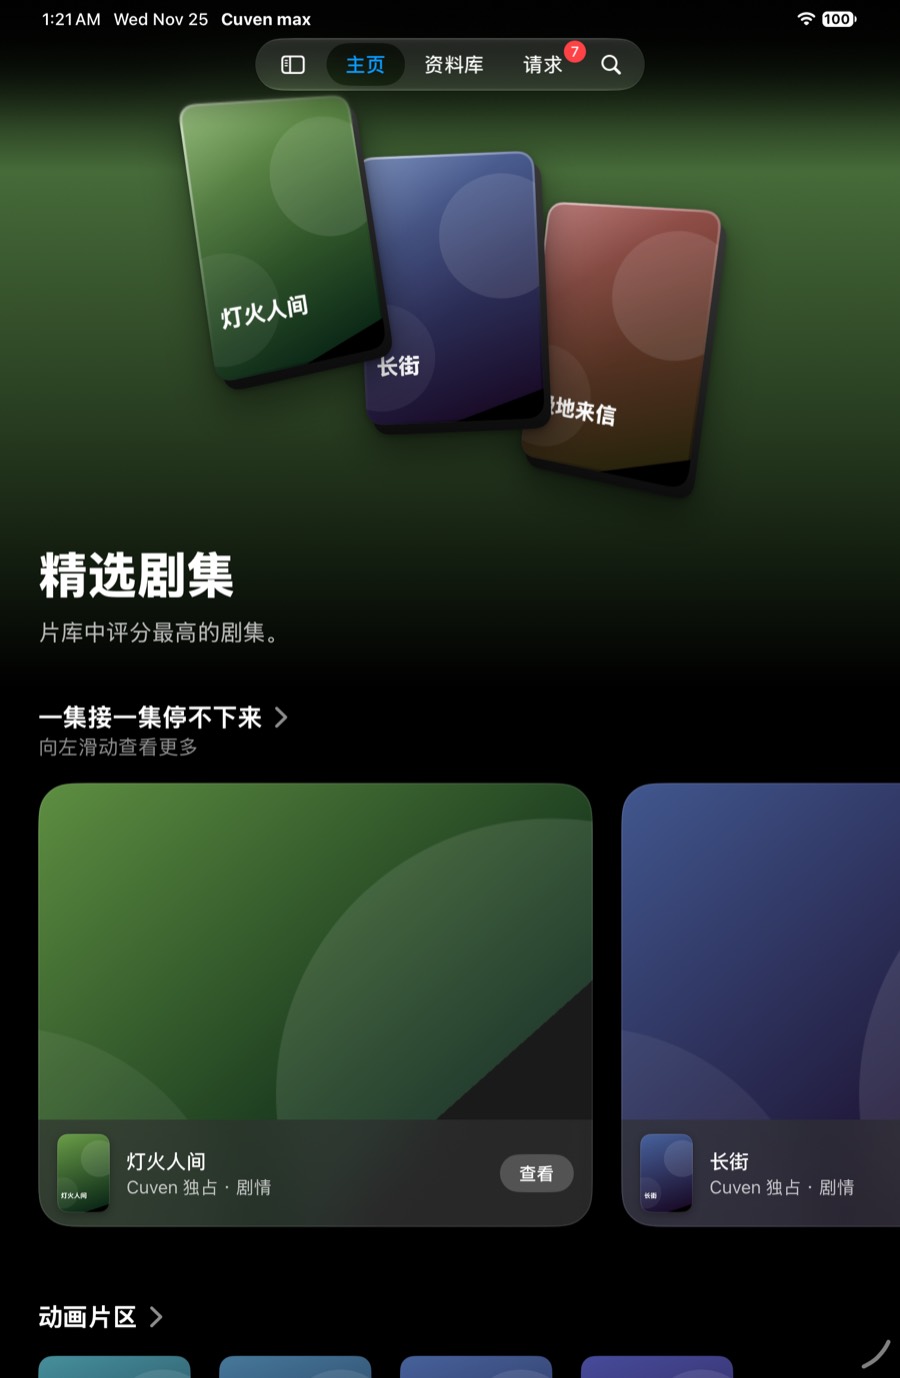 1:21 AM Wed Nov 25 Cuven max
100
主页 资料库 请求 7
灯火人间
长街
地来信
精选剧集
片库中评分最高的剧集。
一集接一集停不下来
向左滑动查看更多
灯火人间
灯火人间
Cuven 独占 · 剧情
查看
长街
长街
Cuven 独占 · 剧情
动画片区